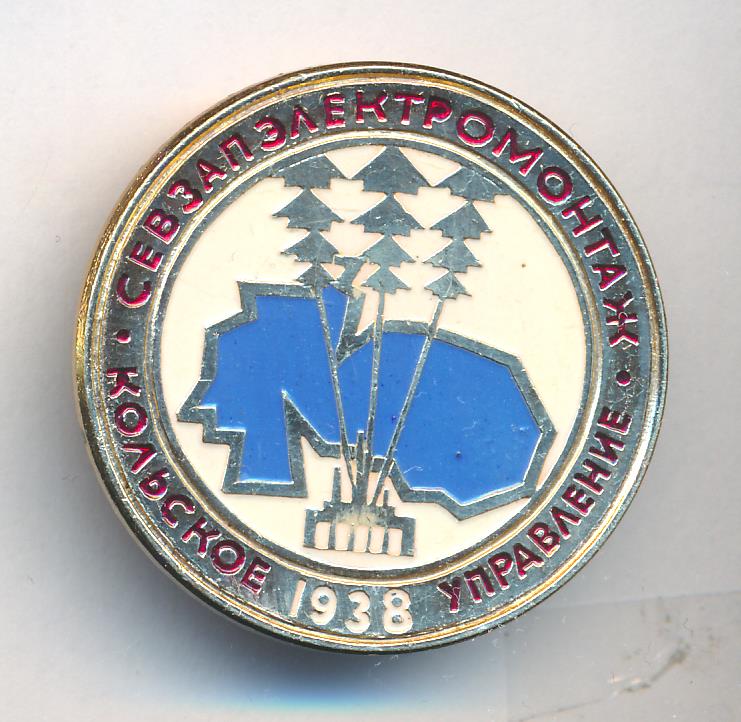 СЕВЗАПЭЛЕКТРОМОНТАЖ
КОЛЬСКОЕ УПРАВЛЕНИЕ
1938